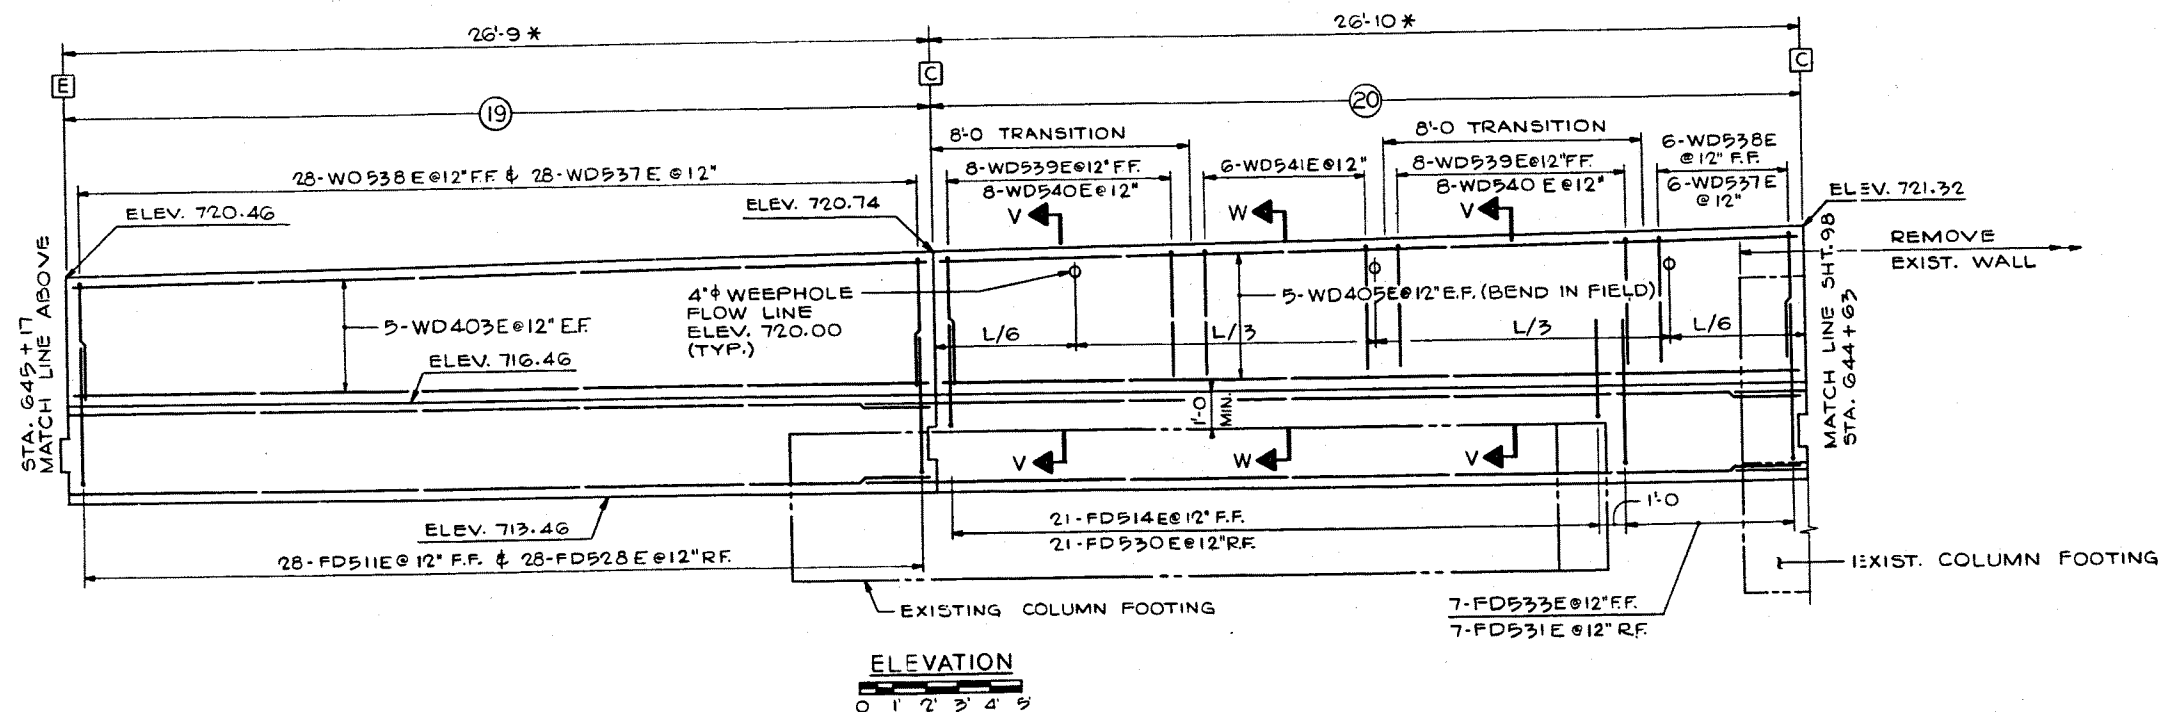 26'-9 *
26'-10 *
E
C
C
19
20
8'-0 TRANSITION
8'-0 TRANSITION
28-WD538E@12"F.F. & 28-WD537E@12"
8-WD539E@12"F.F.
8-WD540E@12"
6-WD541E@12"
8-WD539E@12"F.F.
8-WD540E@12"
6-WD538E
@12"F.F.
6-WD537E
@12"
ELEV. 720.46
ELEV. 720.74
ELEV. 721.32
V
W
V
REMOVE
EXIST. WALL
STA. 645+17
MATCH LINE ABOVE
MATCH LINE SHT. 98
STA. 644+63
5-WD403E@12"E.F.
4"ϕ WEEPHOLE
FLOW LINE
ELEV. 720.00
(TYP.)
5-WD405E@12"E.F. (BEND IN FIELD)
L/6
L/3
L/3
L/6
ELEV. 716.46
1'-0
MIN.
V
W
V
ELEV. 713.46
28-FD511E@12"F.F. & 28-FD528E@12"R.F.
21-FD514E@12"F.F.
21-FD530E@12"R.F.
1'-0
EXIST. COLUMN FOOTING
EXISTING COLUMN FOOTING
7-FD533E@12"F.F.
7-FD531E@12"R.F.
ELEVATION
0 1' 2' 3' 4' 5'